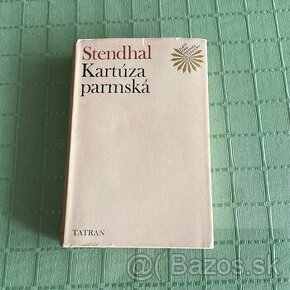 Stendhal
Kartúza
parmská
TATRAN
Bazos.sk